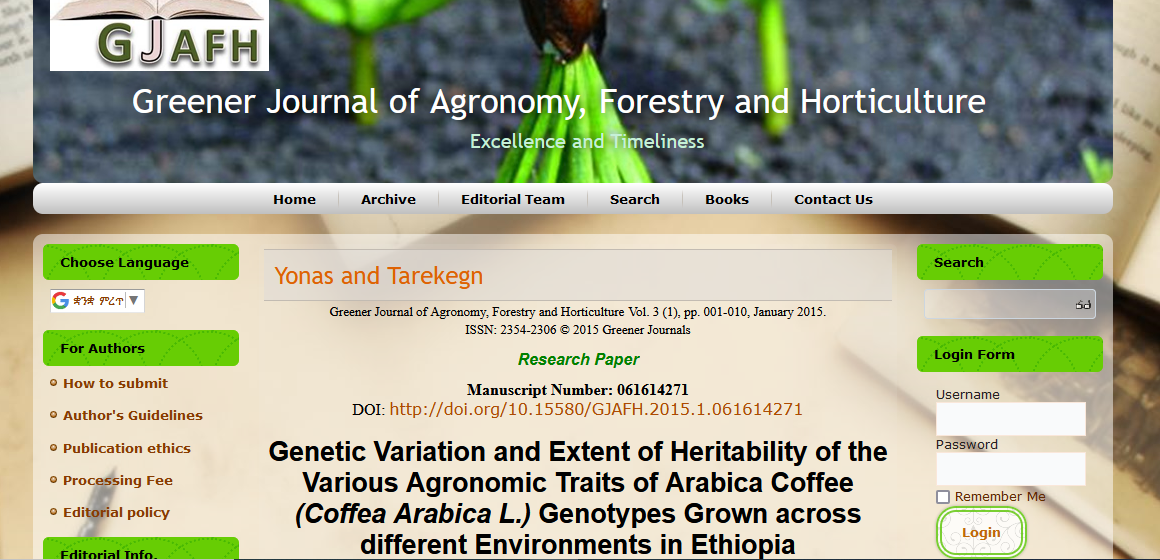 GJAFH
Greener Journal of Agronomy, Forestry and Horticulture
Excellence and Timeliness
Home
Archive
Editorial Team
Search
Books
Contact Us
Choose Language
ቋንቋ ምረጥ
For Authors
How to submit
Author's Guidelines
Publication ethics
Processing Fee
Editorial policy
Editorial Info.
Yonas and Tarekegn
Greener Journal of Agronomy, Forestry and Horticulture Vol. 3 (1), pp. 001-010, January 2015.
ISSN: 2354-2306 © 2015 Greener Journals
Research Paper
Manuscript Number: 061614271
DOI: http://doi.org/10.15580/GJAFH.2015.1.061614271
Genetic Variation and Extent of Heritability of the
Various Agronomic Traits of Arabica Coffee
(Coffea Arabica L.) Genotypes Grown across
different Environments in Ethiopia
Search
Login Form
Username
Password
Remember Me
Login